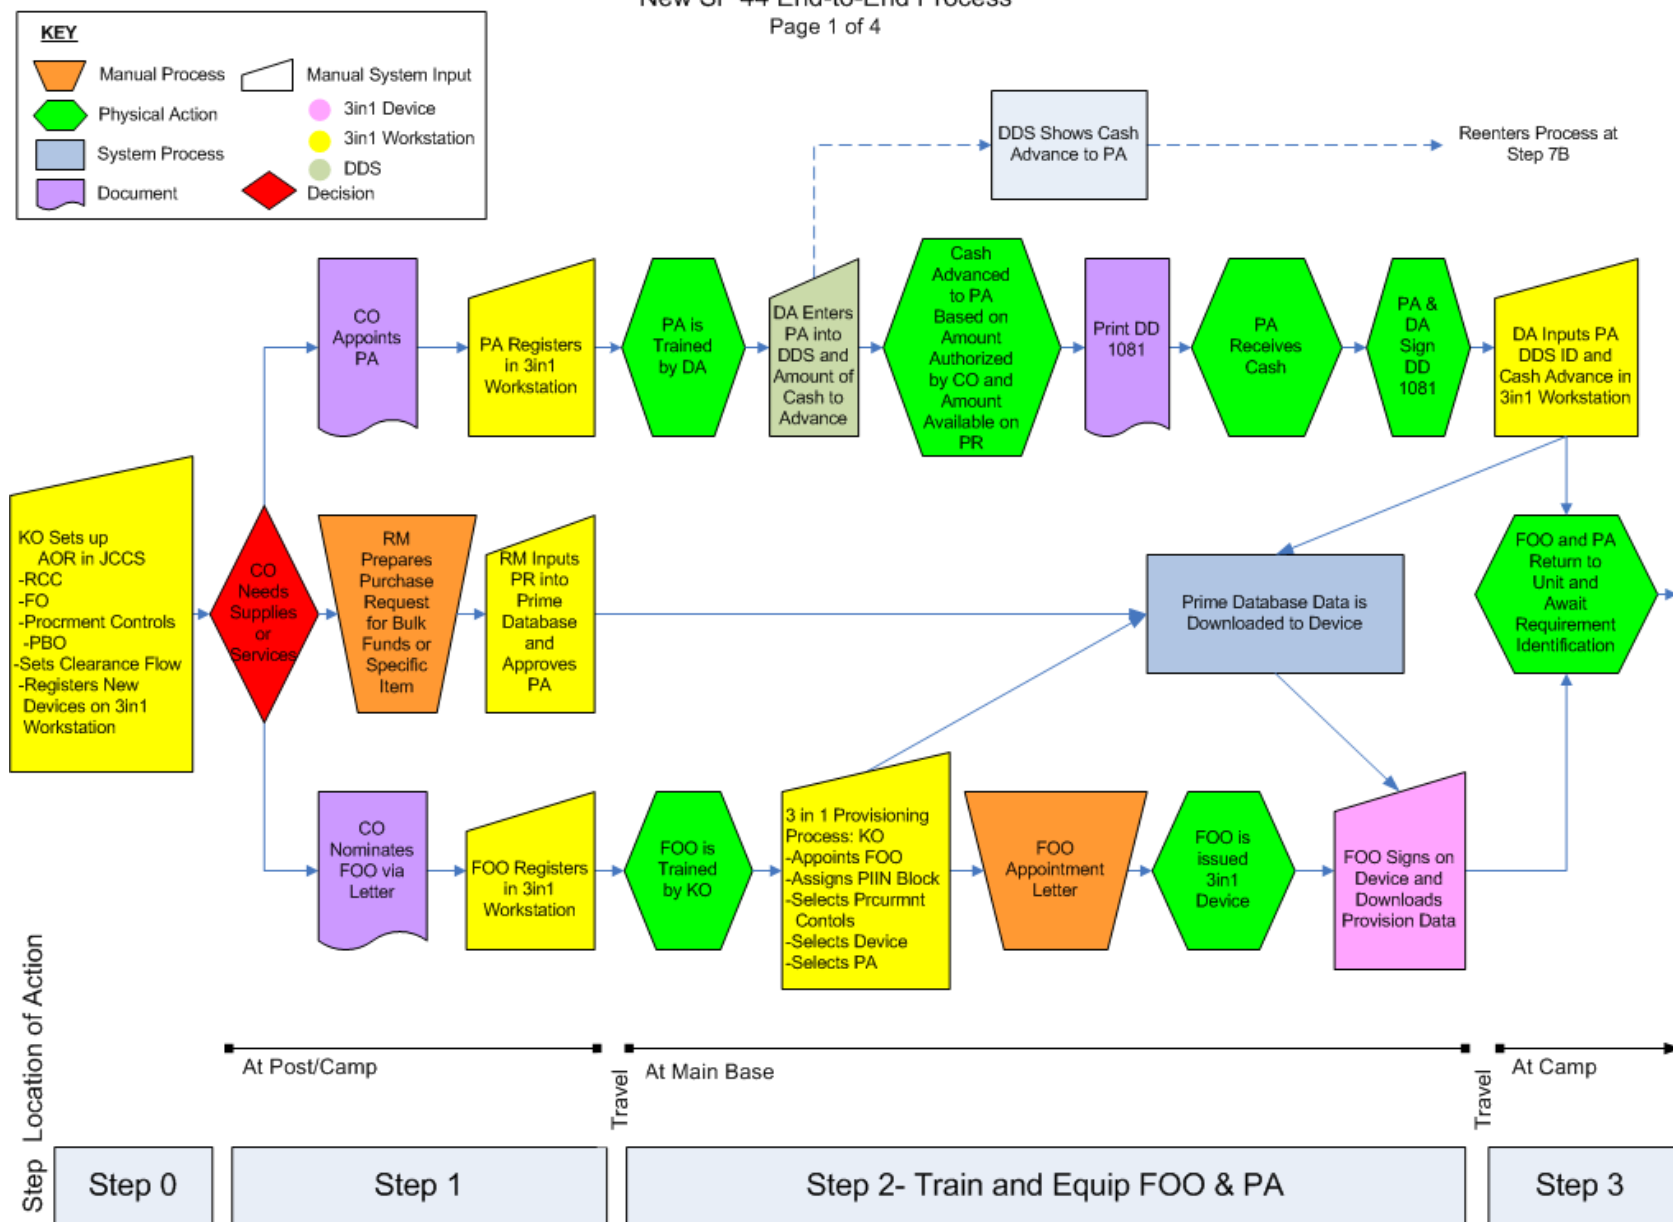 New SF 44 End-to-End Process
Page 1 of 4
KEY
Manual Process
Manual System Input
Physical Action
3in1 Device
System Process
3in1 Workstation
DDS
Document
Decision
DDS Shows Cash
Advance to PA
Reenters Process at
Step 7B
CO
Appoints
PA
PA Registers
in 3in1
Workstation
PA is
Trained
by DA
DA Enters
PA into
DDS and
Amount of
Cash to
Advance
Cash
Advanced
to PA
Based on
Amount
Authorized
by CO and
Amount
Available on
PR
Print DD
1081
PA
Receives
Cash
PA &
DA
Sign
DD
1081
DA Inputs PA
DDS ID and
Cash Advance in
3in1 Workstation
KO Sets up
AOR in JCCS
-RCC
-FO
-Procrment Controls
-PBO
-Sets Clearance Flow
-Registers New
Devices on 3in1
Workstation
CO
Needs
Supplies
or
Services
RM
Prepares
Purchase
Request
for Bulk
Funds or
Specific
Item
RM Inputs
PR into
Prime
Database
and
Approves
PA
Prime Database Data is
Downloaded to Device
FOO and PA
Return to
Unit and
Await
Requirement
Identification
CO
Nominates
FOO via
Letter
FOO Registers
in 3in1
Workstation
FOO is
Trained
by KO
3 in 1 Provisioning
Process: KO
-Appoints FOO
-Assigns PIIN Block
-Selects Prcurmnt
Contols
-Selects Device
-Selects PA
FOO
Appointment
Letter
FOO is
issued
3in1
Device
FOO Signs on
Device and
Downloads
Provision Data
Location of Action
At Post/Camp
Travel
At Main Base
Travel
At Camp
Step
Step 0
Step 1
Step 2- Train and Equip FOO & PA
Step 3